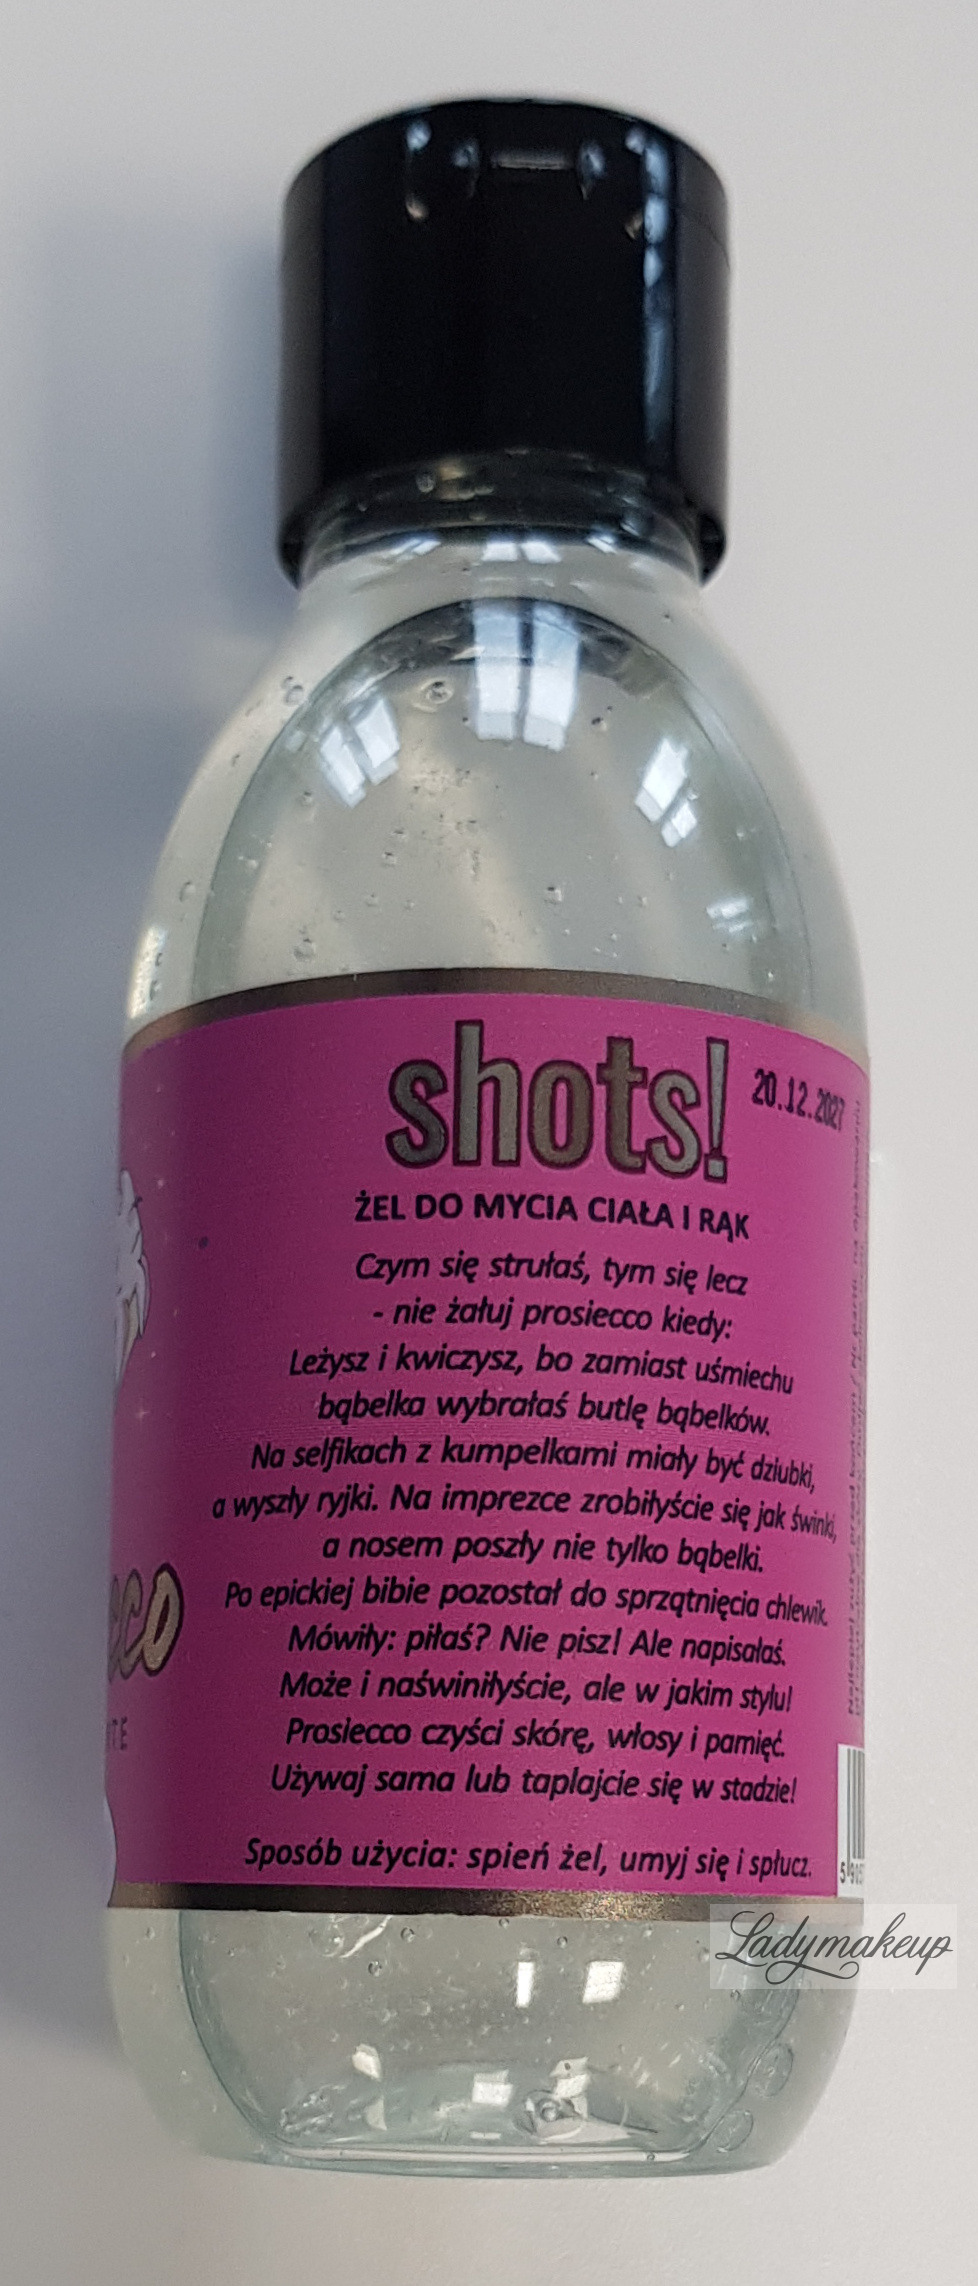 shots!
20.12.2027
ŻEL DO MYCIA CIAŁA I RĄK
Czym się strułaś, tym się lecz
- nie żałuj prosiecco kiedy:
Leżysz i kwiczysz, bo zamiast uśmiechu
bąbelka wybrałaś butlę bąbelków.
Na selfikach z kumpelkami miały być dziubki,
a wyszły ryjki. Na imprezce zrobiłyście się jak świnki,
a nosem poszły nie tylko bąbelki.
Po epickiej bibie pozostał do sprzątnięcia chlewik.
Mówiły: piłaś? Nie pisz! Ale napisałaś.
Może i naświniłyście, ale w jakim stylu!
Prosiecco czyści skórę, włosy i pamięć.
Używaj sama lub taplajcie się w stadzie!
Sposób użycia: spień żel, umyj się i spłucz.
Ladymakeup